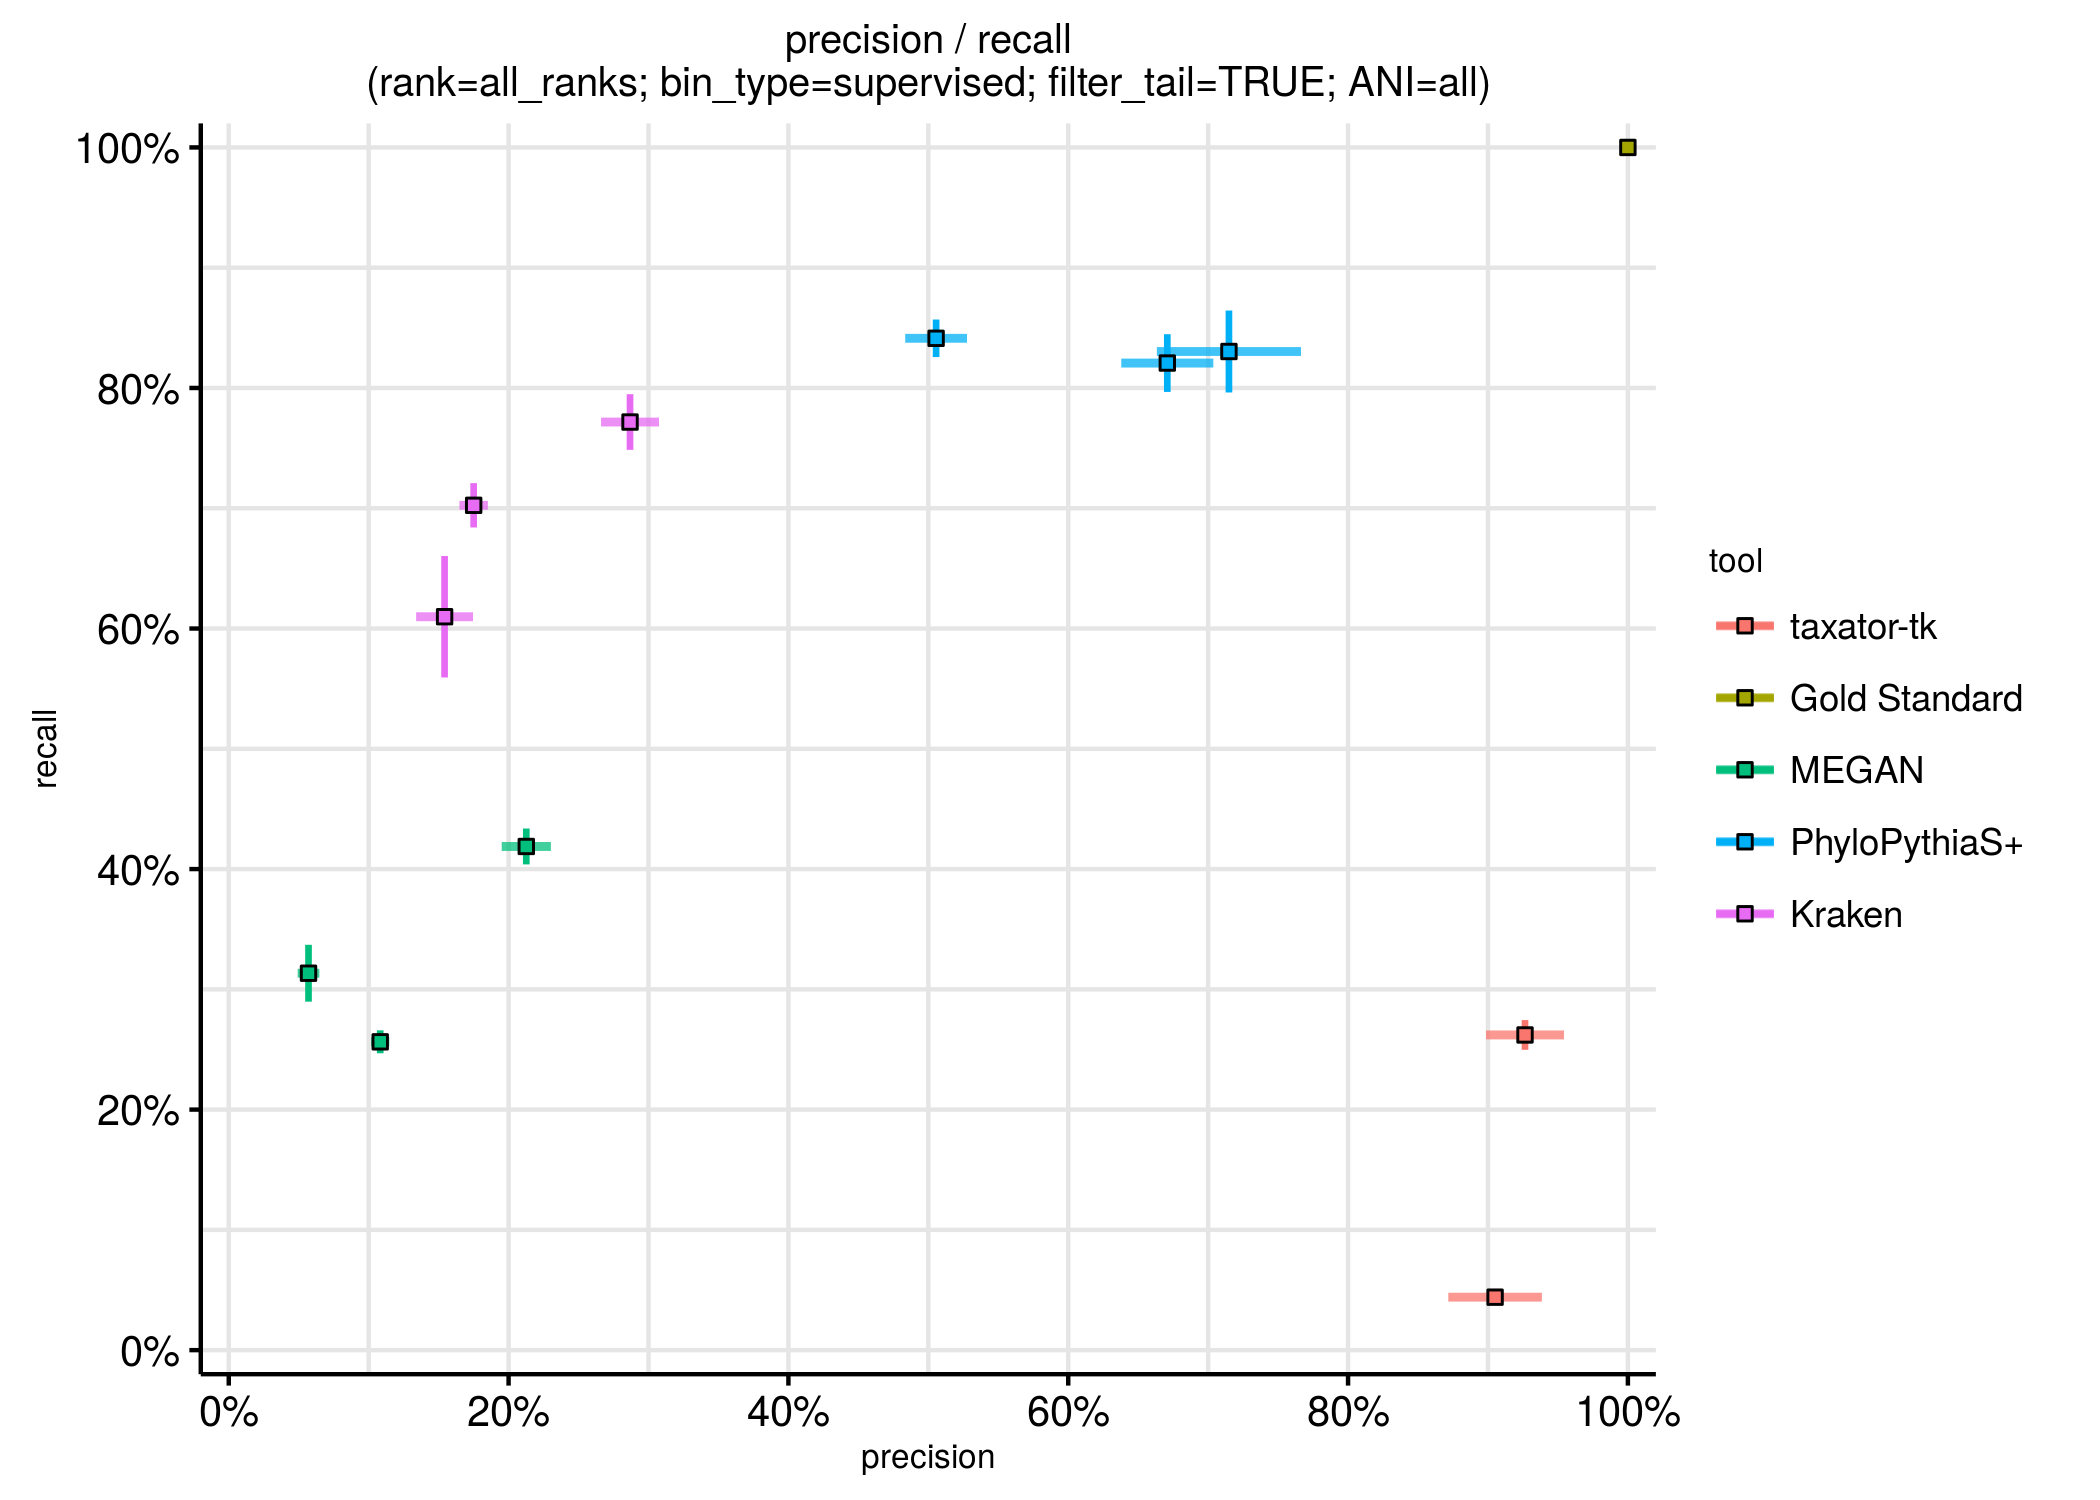 precision / recall
(rank=all_ranks; bin_type=supervised; filter_tail=TRUE; ANI=all)
100%
80%
60%
40%
20%
0%
recall
0%
20%
40%
60%
80%
100%
precision
tool
taxator-tk
Gold Standard
MEGAN
PhyloPythiaS+
Kraken